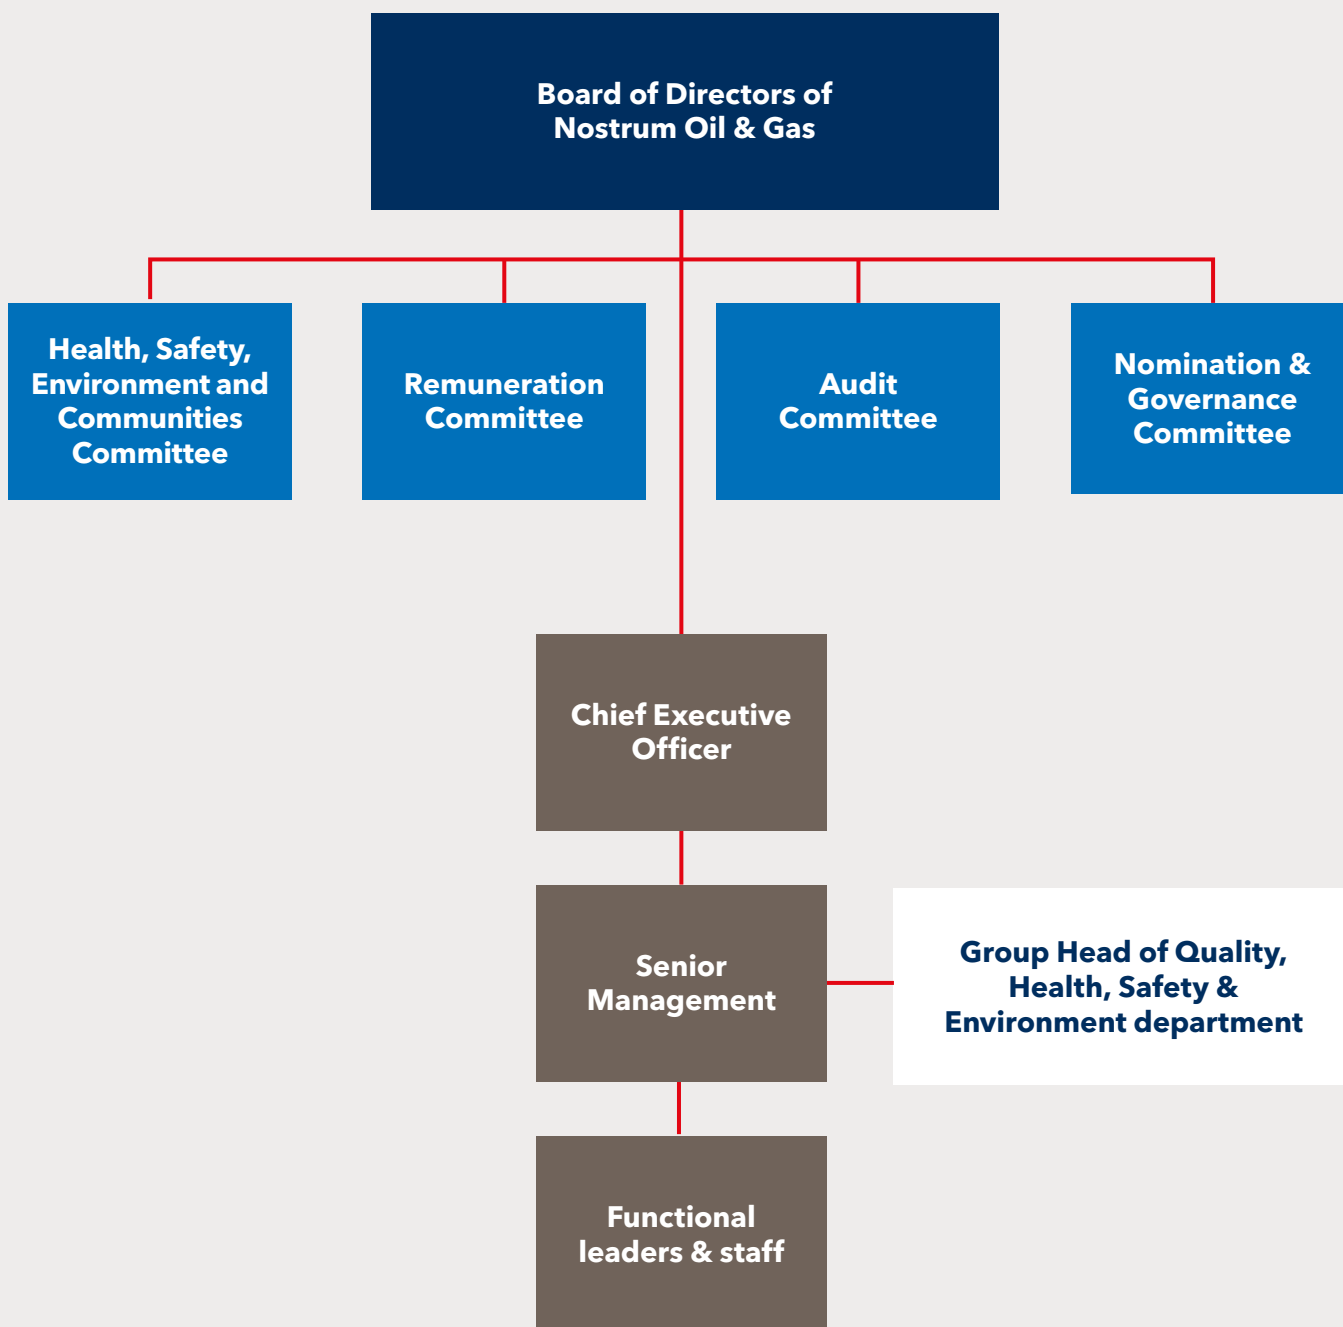 Board of Directors of
Nostrum Oil & Gas
Health, Safety,
Environment and
Communities
Committee
Remuneration
Committee
Audit
Committee
Nomination &
Governance
Committee
Chief Executive
Officer
Senior
Management
Group Head of Quality,
Health, Safety &
Environment department
Functional
leaders & staff